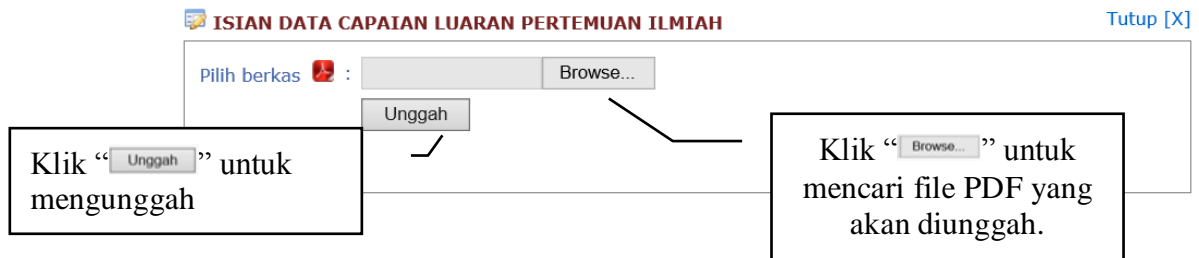 ISIAN DATA CAPAIAN LUARAN PERTEMUAN ILMIAH
Tutup [X]
Pilih berkas :
Browse...
Unggah
Klik “ Unggah ” untuk
mengunggah
Klik “ Browse... ” untuk
mencari file PDF yang
akan diunggah.